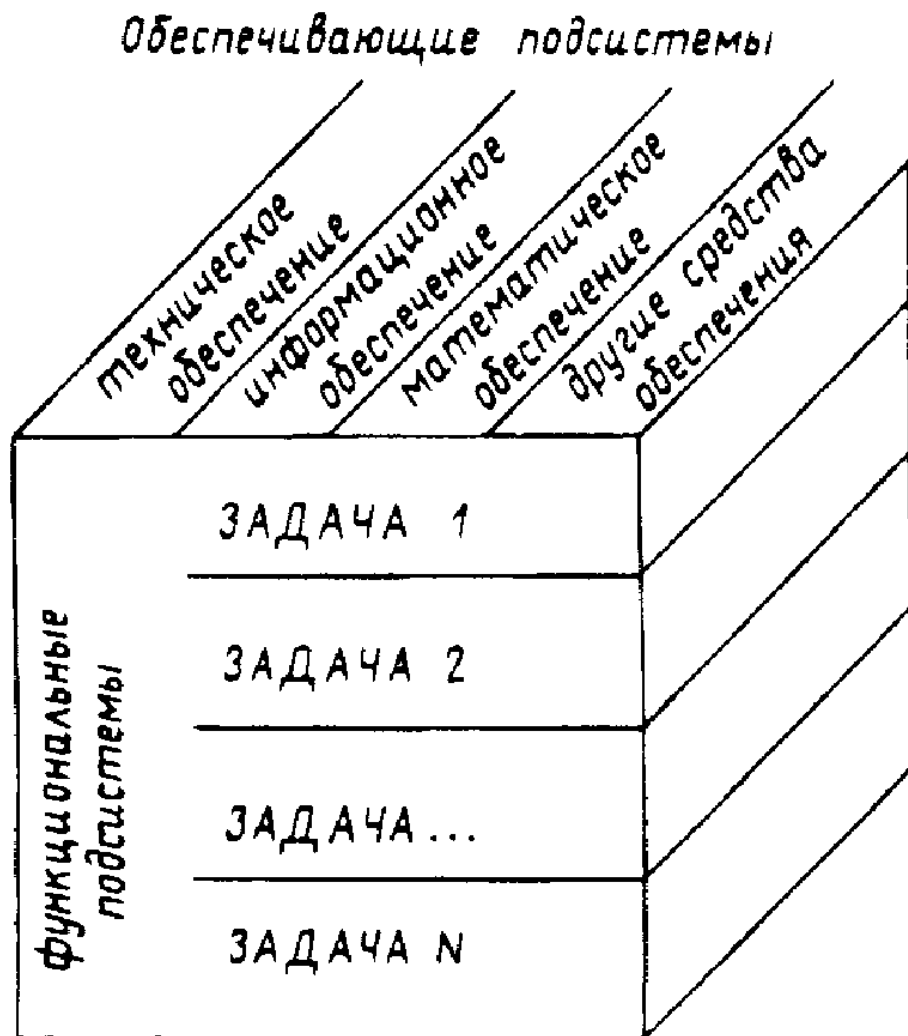 Обеспечивающие подсистемы
техническое
обеспечение
информационное
обеспечение
математическое
обеспечение
другие средства
обеспечения
функциональные
подсистемы
ЗАДАЧА 1
ЗАДАЧА 2
ЗАДАЧА...
ЗАДАЧА N